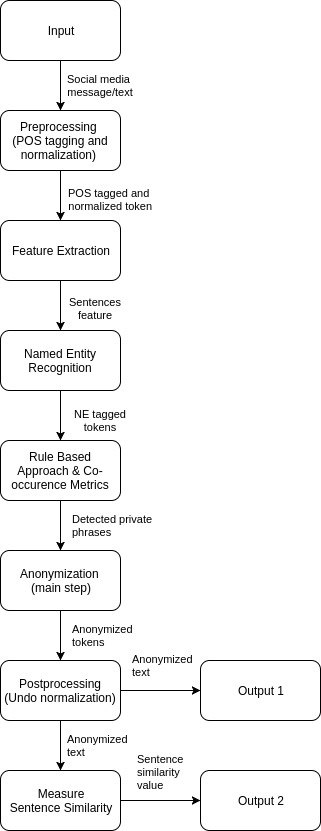 Input
Social media
message/text
Preprocessing
(POS tagging and
normalization)
POS tagged and
normalized token
Feature Extraction
Sentences
feature
Named Entity
Recognition
NE tagged
tokens
Rule Based
Approach & Co-
occurence Metrics
Detected private
phrases
Anonymization
(main step)
Anonymized
tokens
Postprocessing
(Undo normalization)
Anonymized
text
Output 1
Anonymized
text
Measure
Sentence Similarity
Sentence
similarity
value
Output 2